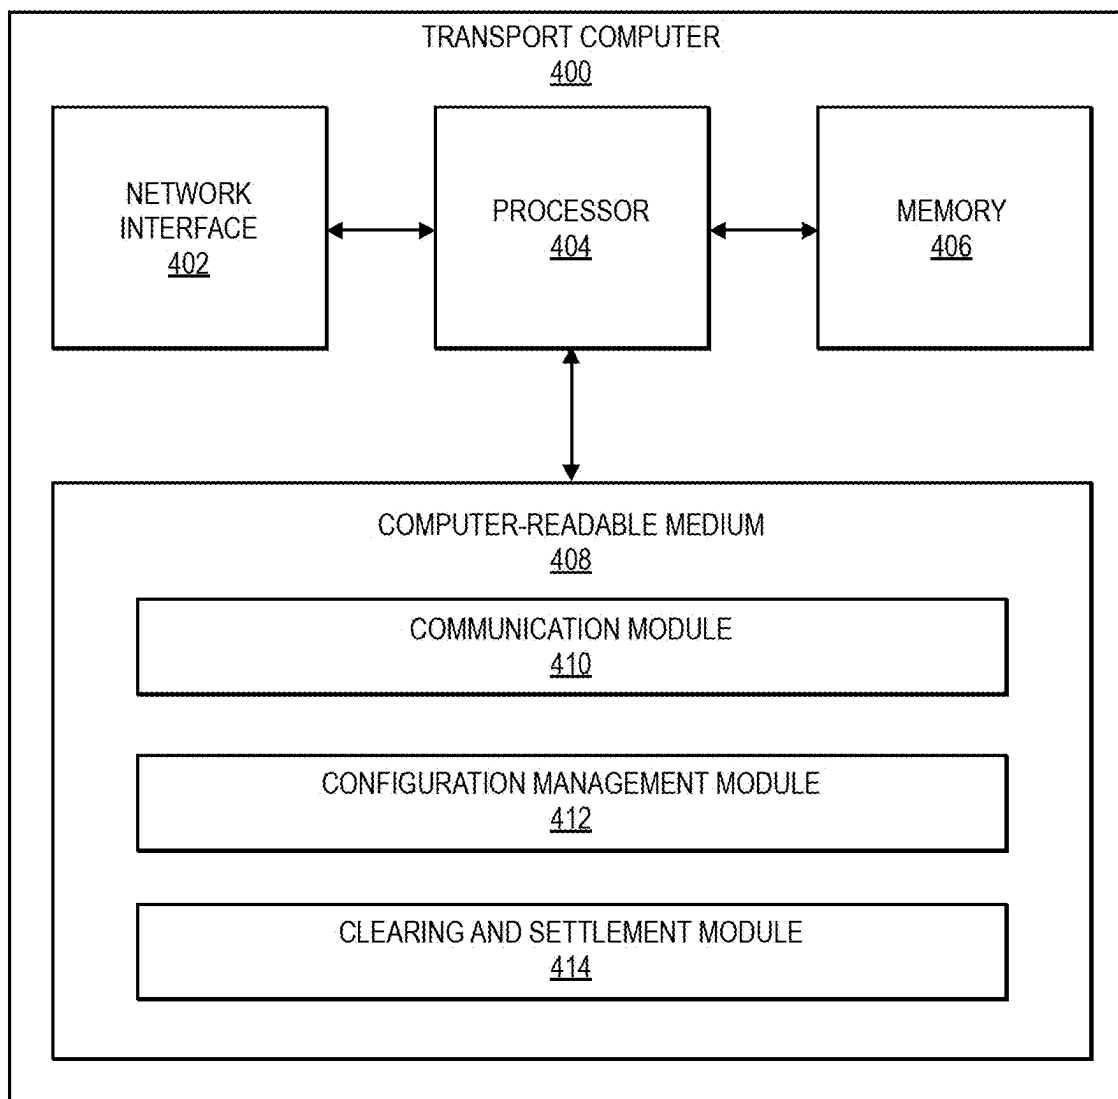 TRANSPORT COMPUTER
400
NETWORK
INTERFACE
402
PROCESSOR
404
MEMORY
406
COMPUTER-READABLE MEDIUM
408
COMMUNICATION MODULE
410
CONFIGURATION MANAGEMENT MODULE
412
CLEARING AND SETTLEMENT MODULE
414